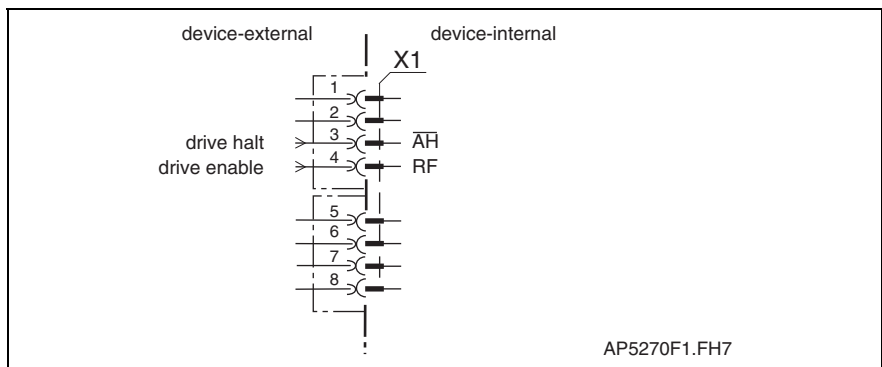 device-external device-internal
X1
1
2
drive halt 3 A̅H̅
drive enable 4 RF
5
6
7
8
AP5270F1.FH7